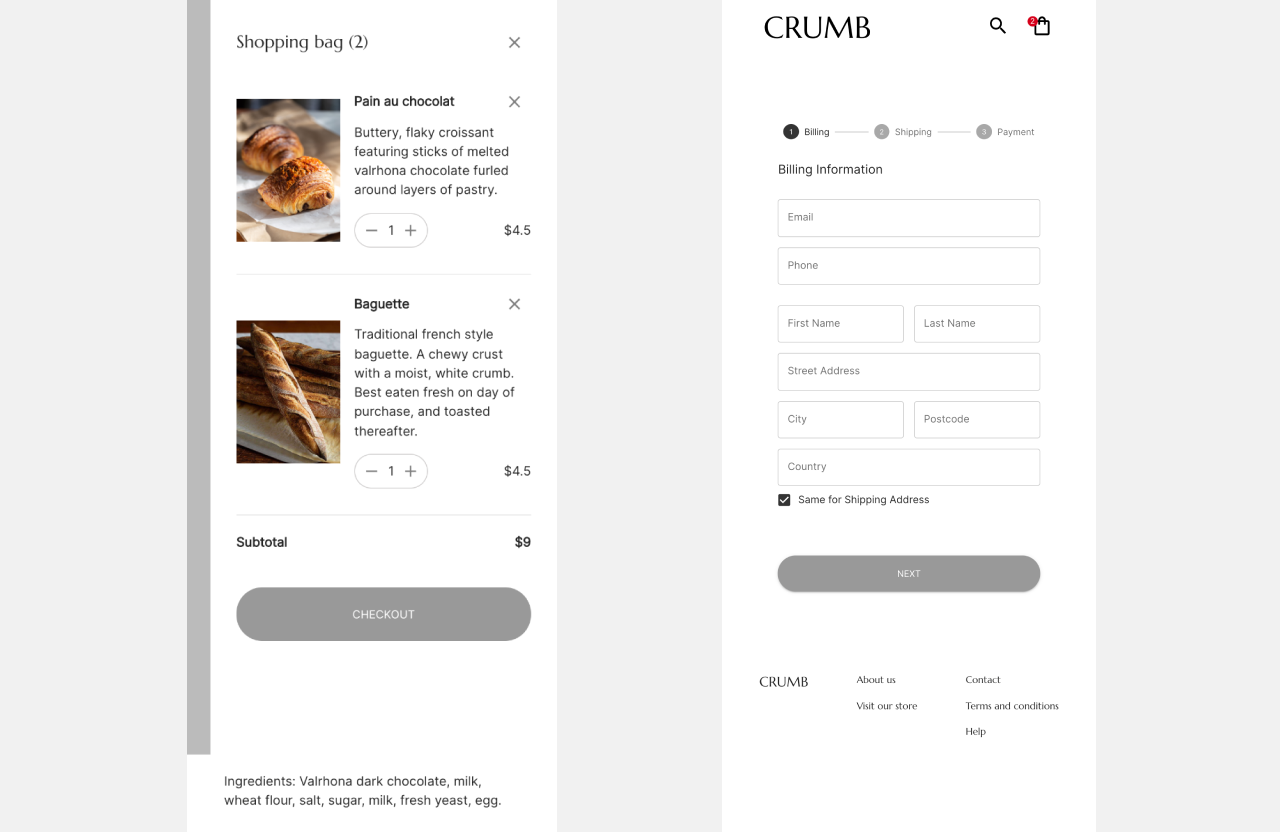 Shopping bag (2)
Pain au chocolat
Buttery, flaky croissant
featuring sticks of melted
valrhona chocolate furled
around layers of pastry.
1
$4.5
Baguette
Traditional french style
baguette. A chewy crust
with a moist, white crumb.
Best eaten fresh on day of
purchase, and toasted
thereafter.
1
$4.5
Subtotal
$9
CHECKOUT
Ingredients: Valrhona dark chocolate, milk,
wheat flour, salt, sugar, milk, fresh yeast, egg.
CRUMB
2
1 Billing
2 Shipping
3 Payment
Billing Information
Email
Phone
First Name
Last Name
Street Address
City
Postcode
Country
Same for Shipping Address
NEXT
CRUMB
About us
Visit our store
Contact
Terms and conditions
Help